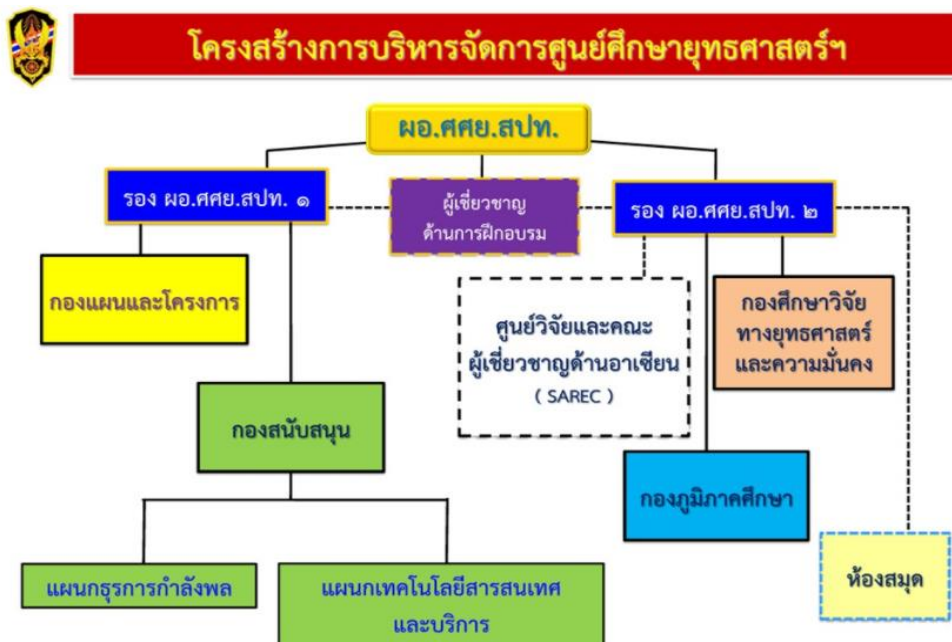 โครงสร้างการบริหารจัดการศูนย์ศึกษายุทธศาสตร์ฯ
ผอ.ศศย.สปท.
รอง ผอ.ศศย.สปท. ๑
ผู้เชี่ยวชาญ
ด้านการฝึกอบรม
รอง ผอ.ศศย.สปท. ๒
กองแผนและโครงการ
ศูนย์วิจัยและคณะ
ผู้เชี่ยวชาญด้านอาเซียน
( SAREC )
กองศึกษาวิจัย
ทางยุทธศาสตร์
และความมั่นคง
กองสนับสนุน
กองภูมิภาคศึกษา
แผนกธุรการกำลังพล
แผนกเทคโนโลยีสารสนเทศ
และบริการ
ห้องสมุด